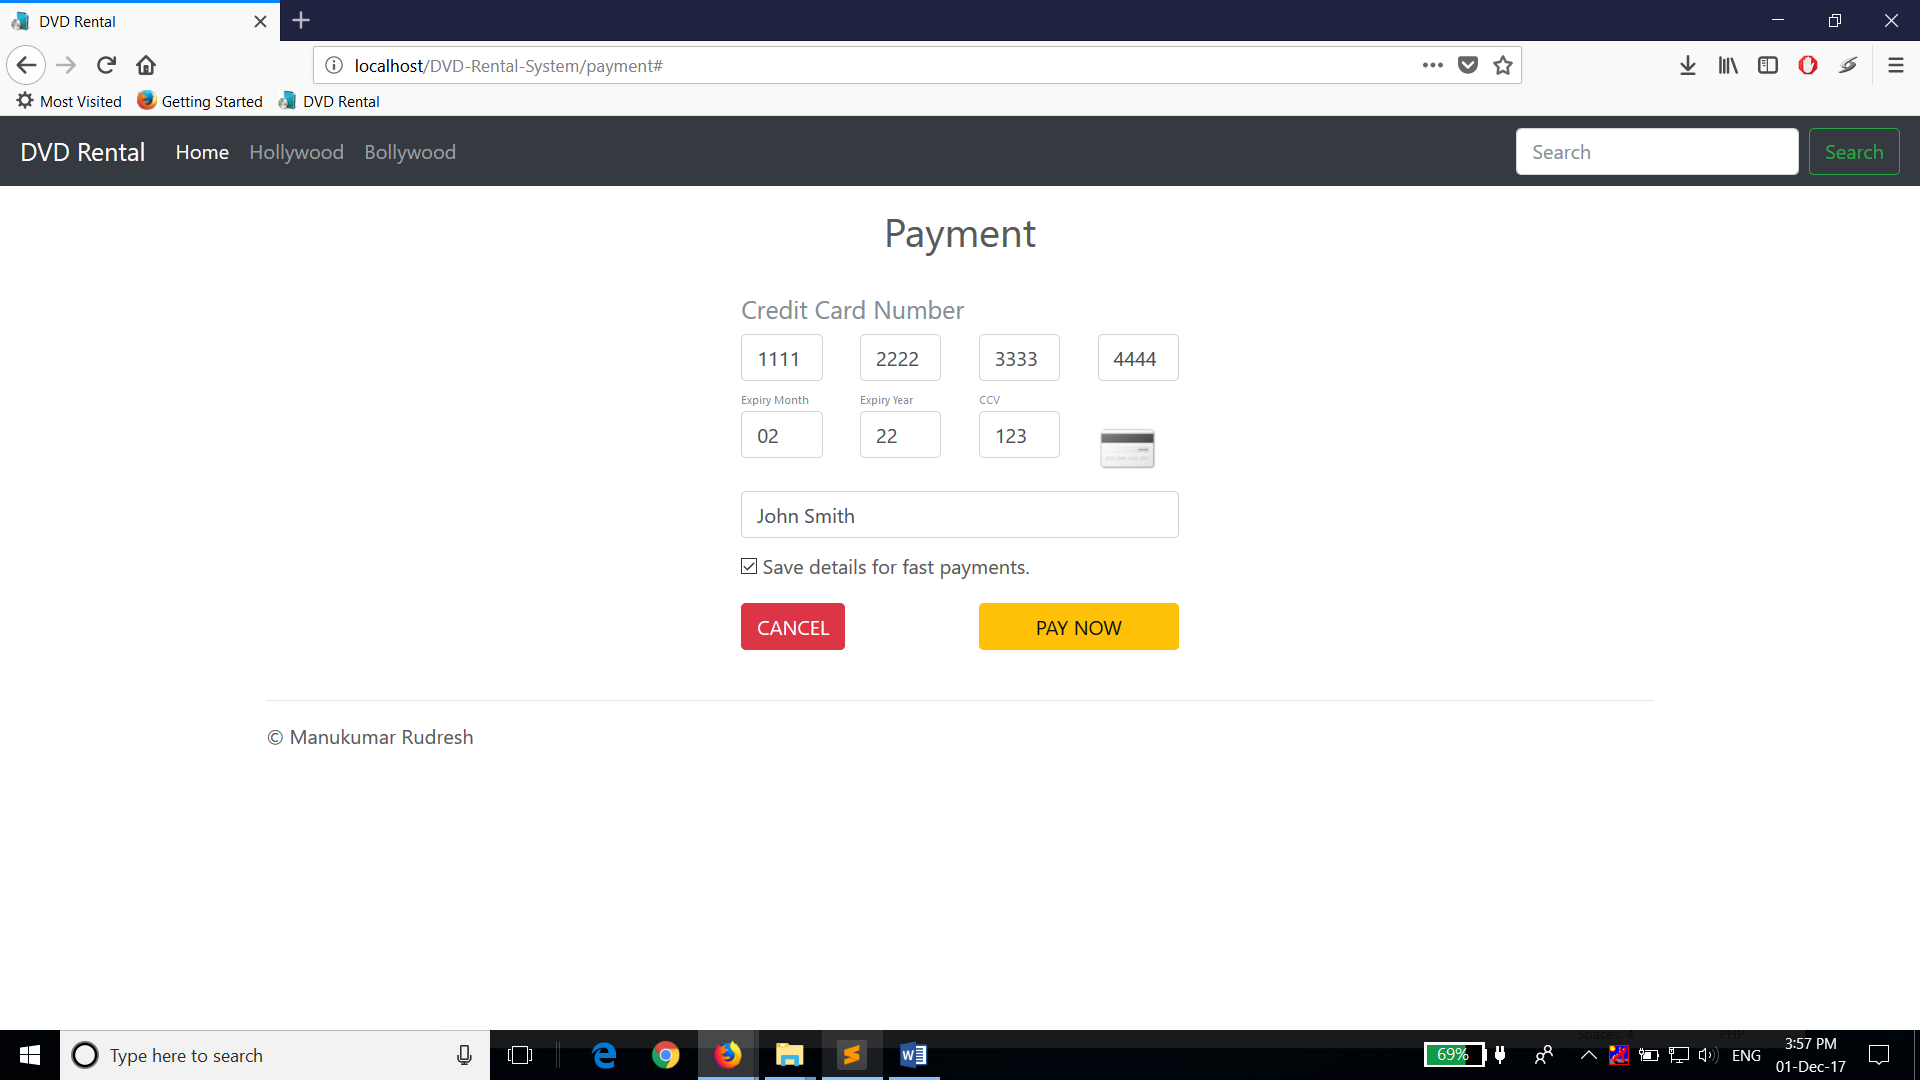 DVD Rental
localhost/DVD-Rental-System/payment#
Most Visited Getting Started DVD Rental
DVD Rental Home Hollywood Bollywood Search Search
Payment
Credit Card Number
1111 2222 3333 4444
Expiry Month Expiry Year CCV
02 22 123
John Smith
Save details for fast payments.
CANCEL PAY NOW
© Manukumar Rudresh
Spaces: 4 PHP
Type here to search 69% ENG 3:57 PM
01-Dec-17